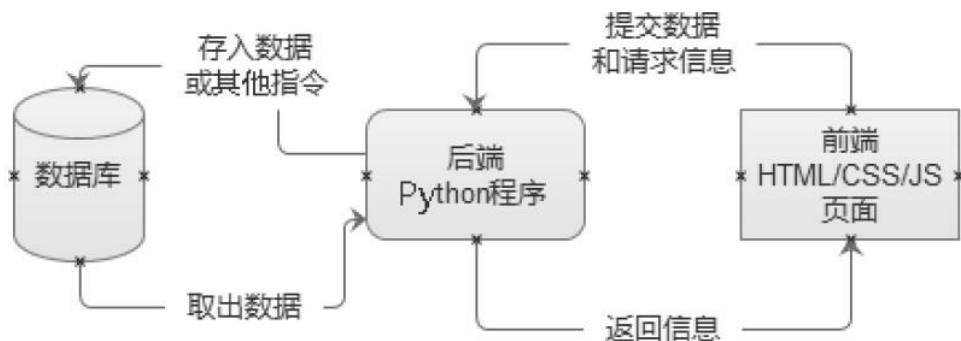 存入数据
或其他指令
提交数据
和请求信息
数据库
后端
Python程序
前端
HTML/CSS/JS
页面
取出数据
返回信息